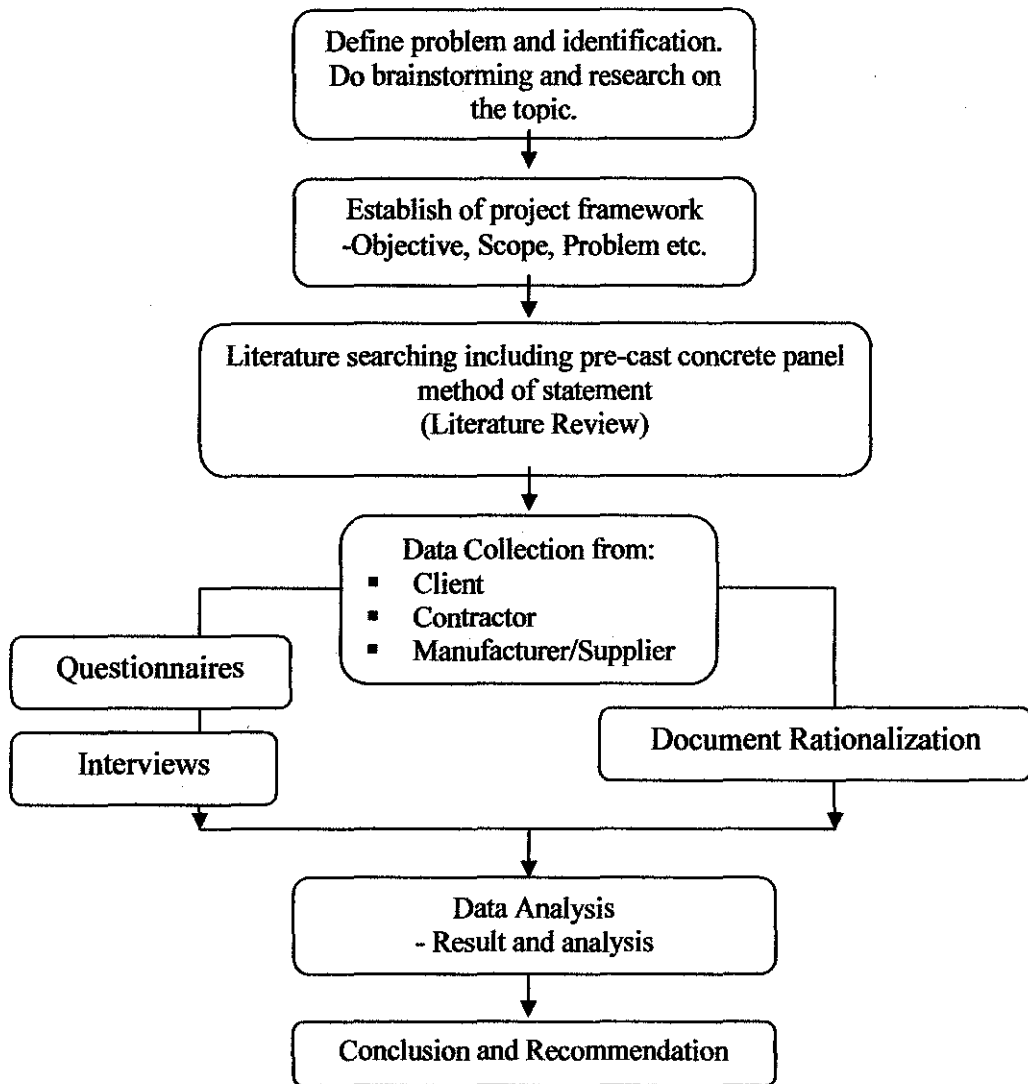 Define problem and identification.
Do brainstorming and research on
the topic.
Establish of project framework
-Objective, Scope, Problem etc.
Literature searching including pre-cast concrete panel
method of statement
(Literature Review)
Data Collection from:
▪ Client
▪ Contractor
▪ Manufacturer/Supplier
Questionnaires
Interviews
Document Rationalization
Data Analysis
- Result and analysis
Conclusion and Recommendation